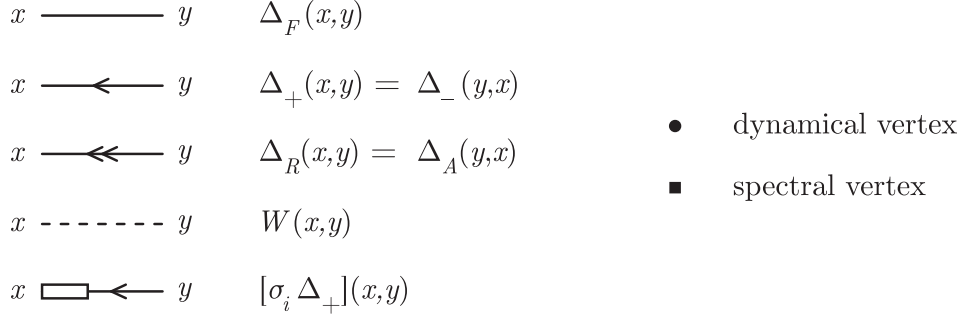 x y Δ_F(x,y)
x y Δ_+(x,y) = Δ_-(y,x)
x y Δ_R(x,y) = Δ_A(y,x)
x y W(x,y)
x y [σ_i Δ_+](x,y)
dynamical vertex
spectral vertex